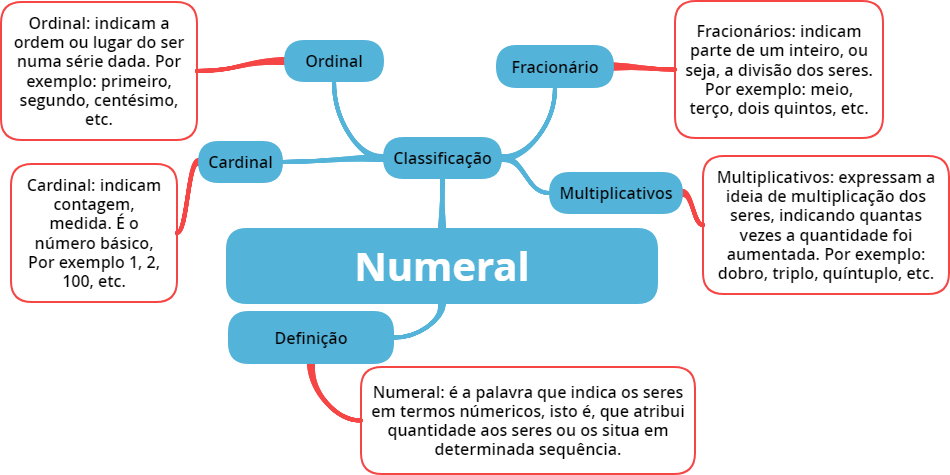 Ordinal: indicam a
ordem ou lugar do ser
numa série dada. Por
exemplo: primeiro,
segundo, centésimo,
etc.
Ordinal
Fracionário
Fracionários: indicam
parte de um inteiro, ou
seja, a divisão dos seres.
Por exemplo: meio,
terço, dois quintos, etc.
Cardinal
Classificação
Multiplicativos
Cardinal: indicam
contagem,
medida. É o
número básico,
Por exemplo 1, 2,
100, etc.
Multiplicativos: expressam a
ideia de multiplicação dos
seres, indicando quantas
vezes a quantidade foi
aumentada. Por exemplo:
dobro, triplo, quíntuplo, etc.
Numeral
Definição
Numeral: é a palavra que indica os seres
em termos númericos, isto é, que atribui
quantidade aos seres ou os situa em
determinada sequência.